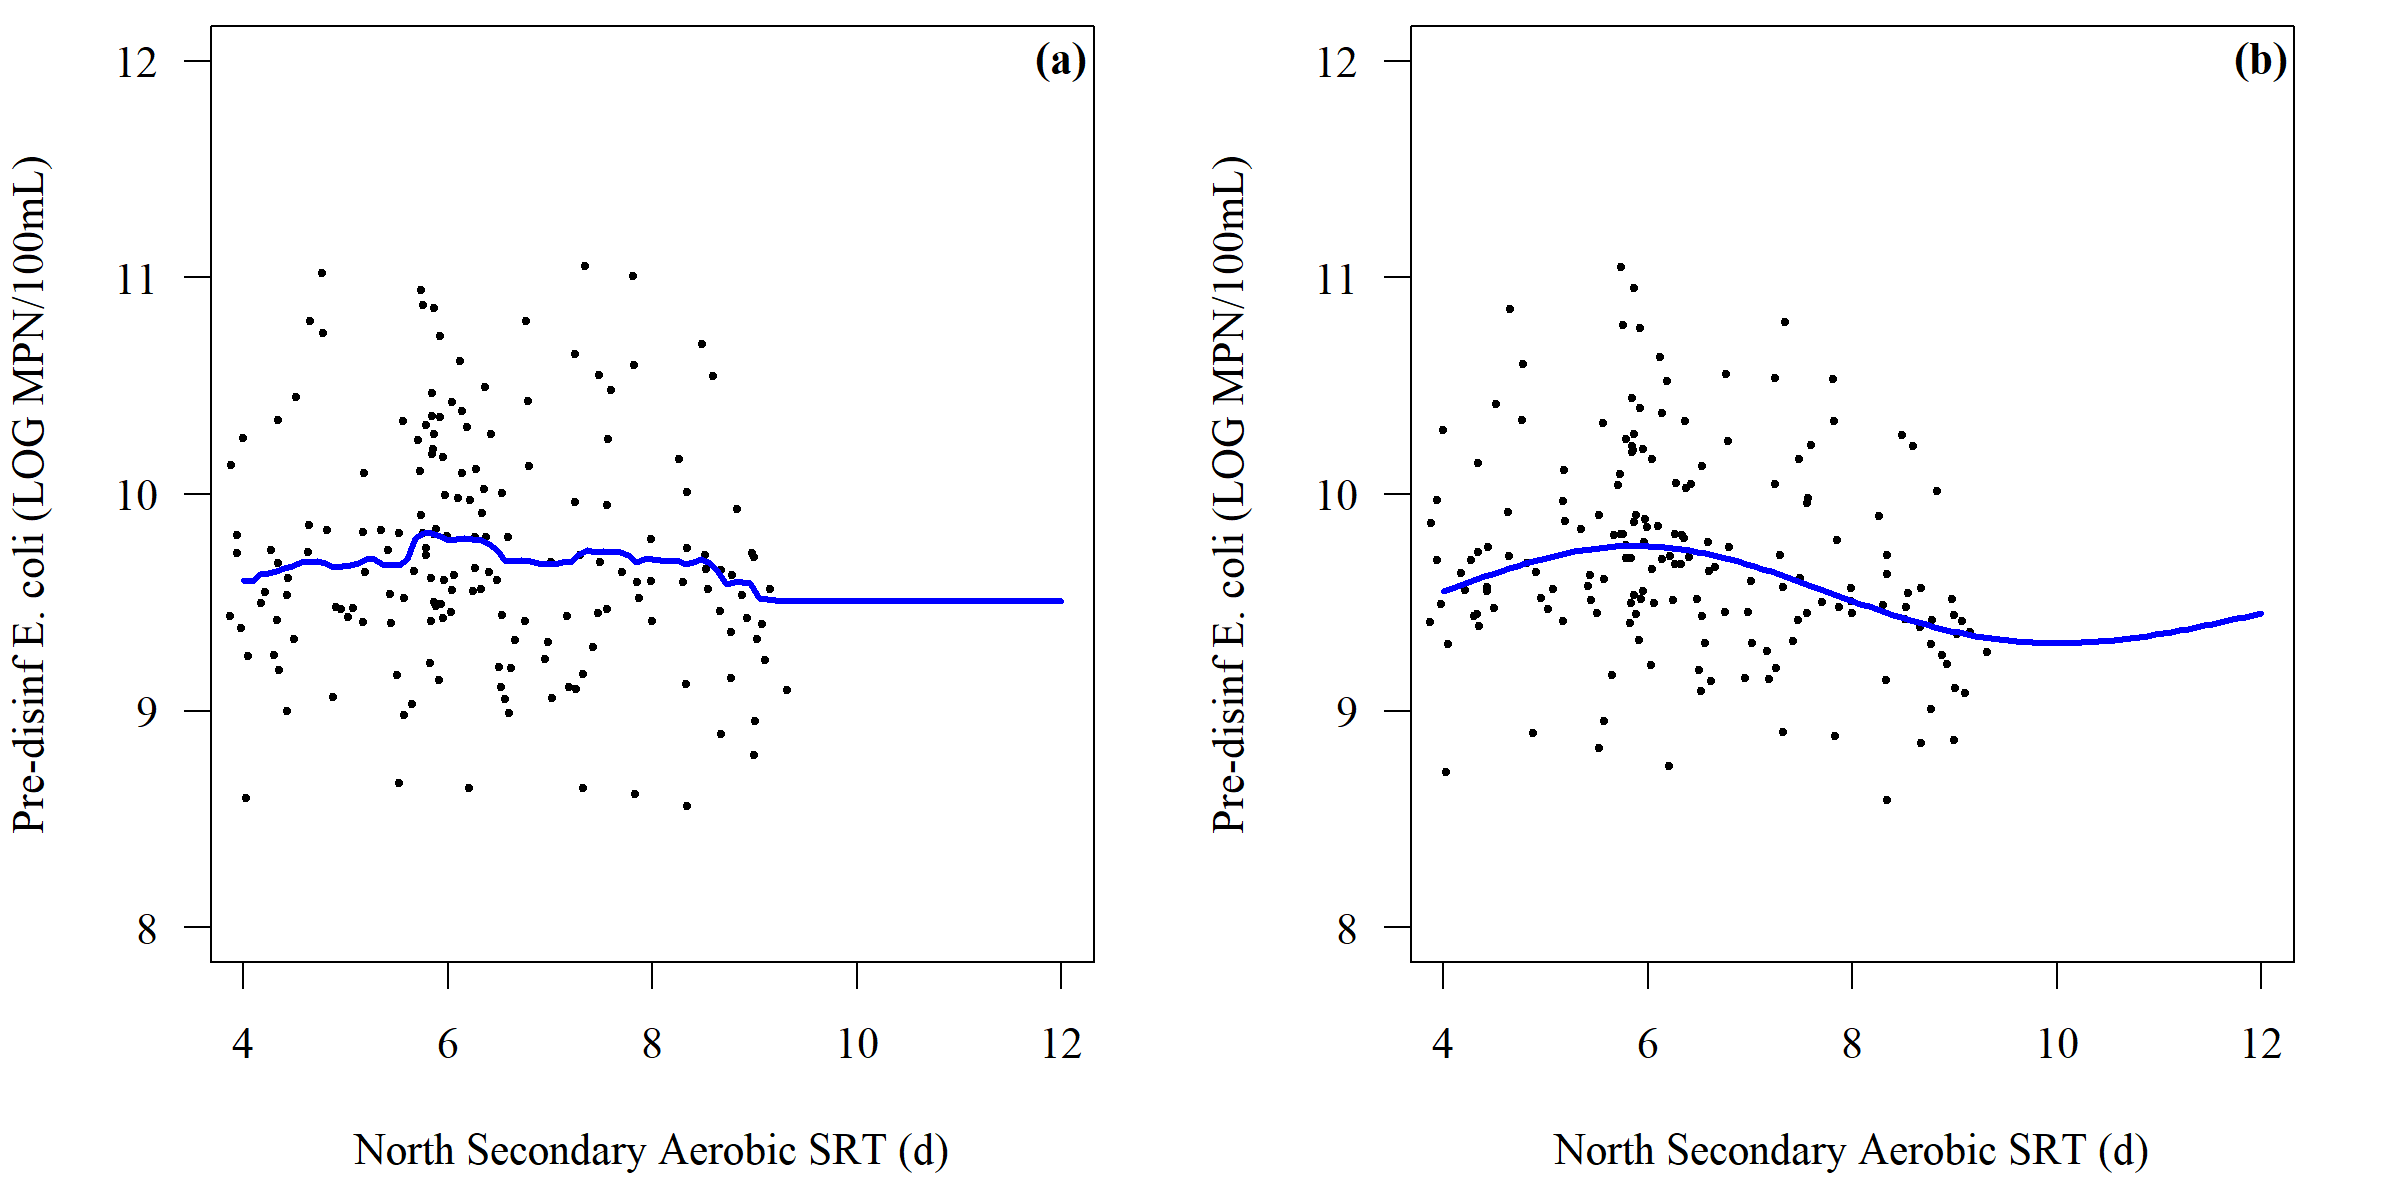 (a)
12
11
10
9
8
Pre-disinf E. coli (LOG MPN/100mL)
4 6 8 10 12
North Secondary Aerobic SRT (d)
(b)
12
11
10
9
8
Pre-disinf E. coli (LOG MPN/100mL)
4 6 8 10 12
North Secondary Aerobic SRT (d)